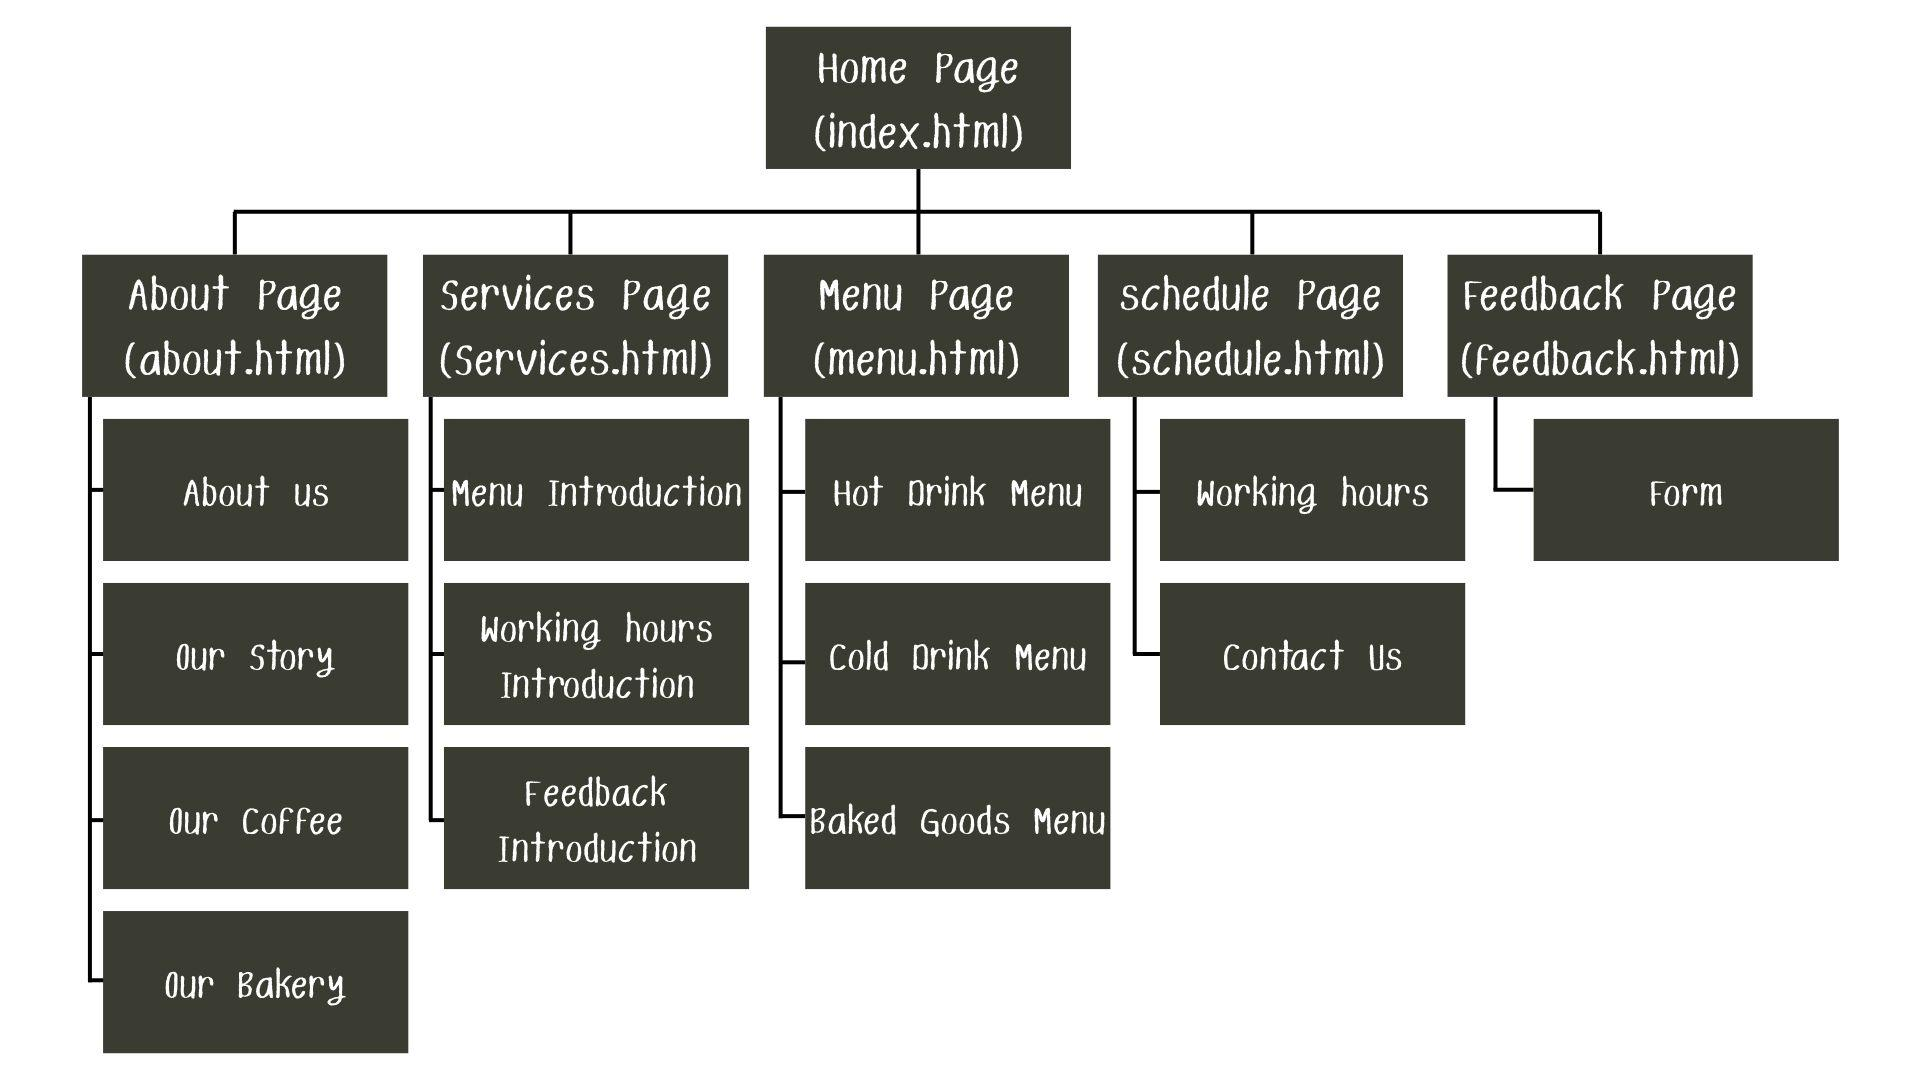 Home Page
(index.html)
About Page
(about.html)
Services Page
(Services.html)
Menu Page
(menu.html)
schedule Page
(schedule.html)
Feedback Page
(feedback.html)
About us
Our Story
Our Coffee
Our Bakery
Menu Introduction
Working hours
Introduction
Feedback
Introduction
Hot Drink Menu
Cold Drink Menu
Baked Goods Menu
Working hours
Contact Us
Form